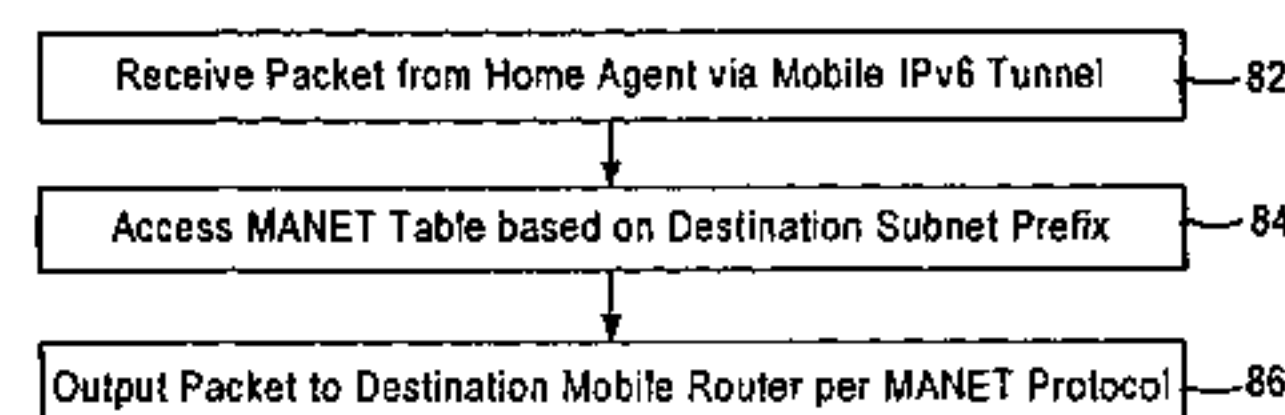 Receive Packet from Home Agent via Mobile IPv6 Tunnel 82
Access MANET Table based on Destination Subnet Prefix 84
Output Packet to Destination Mobile Router per MANET Protocol 86